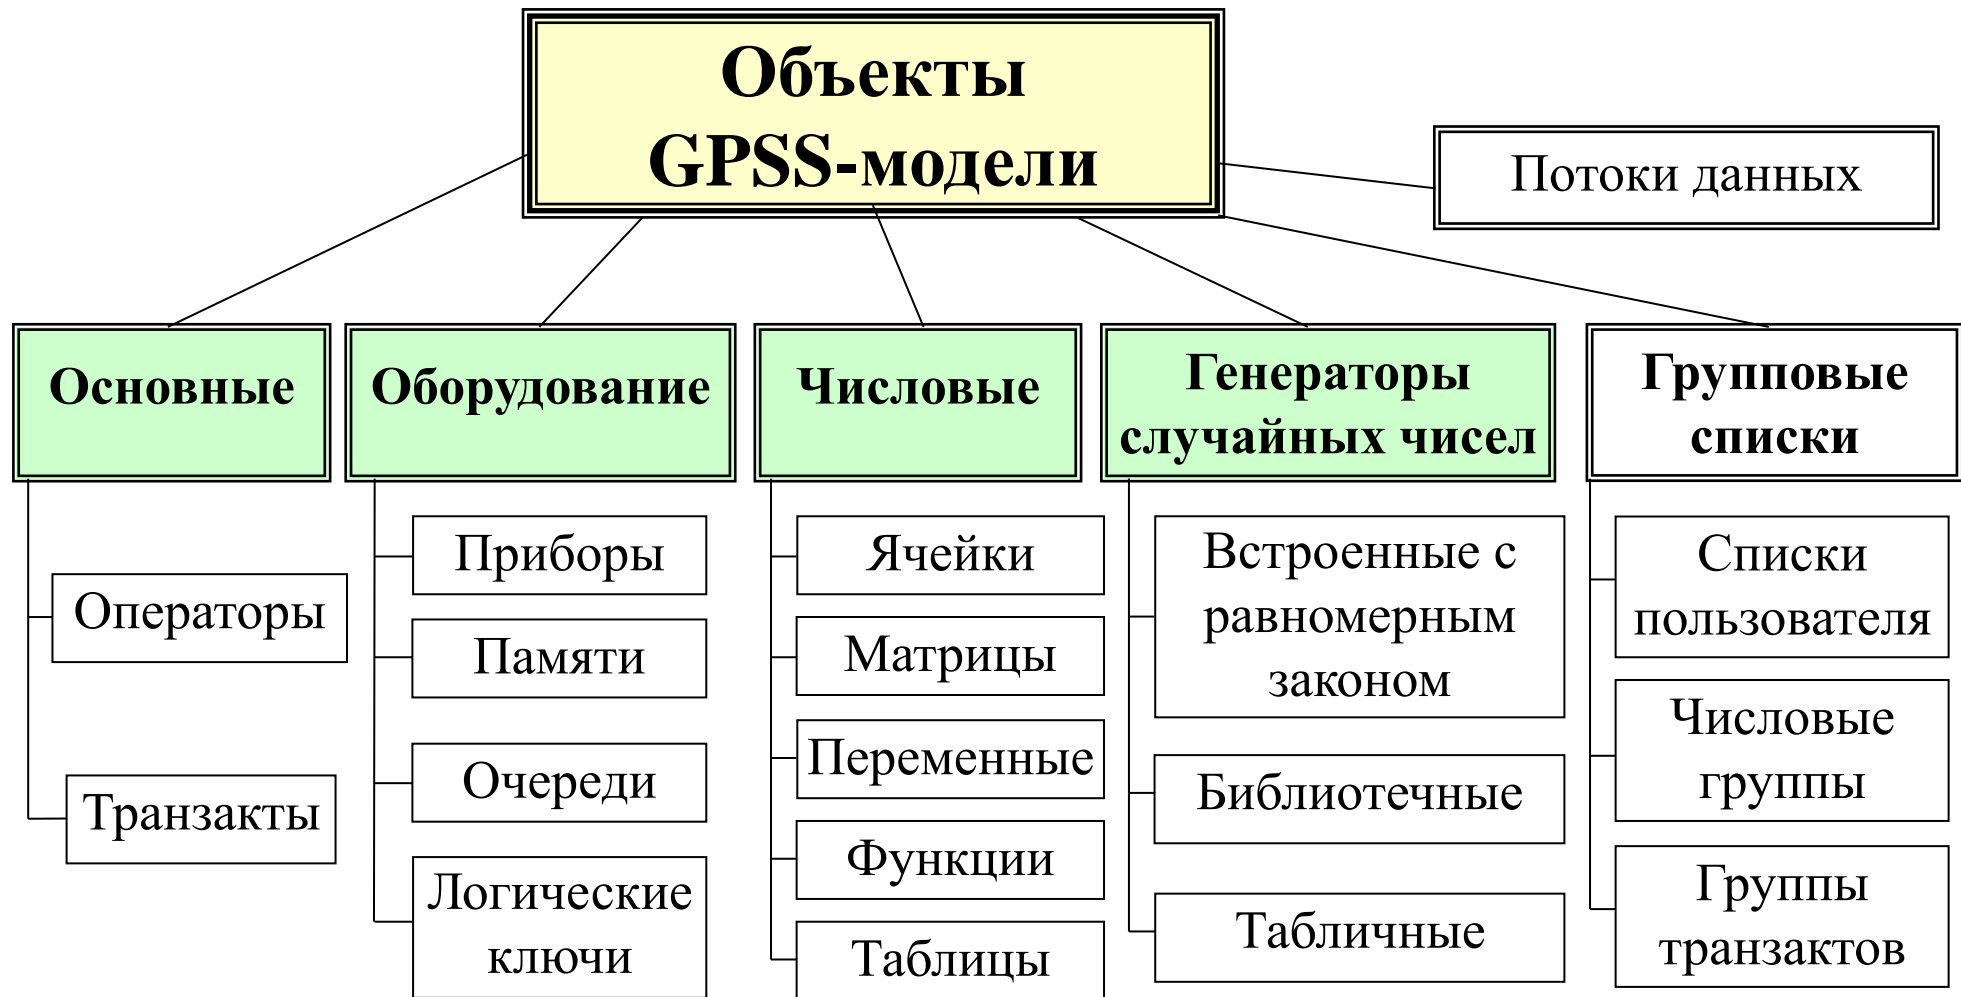 Объекты
GPSS-модели
Потоки данных
Основные
Оборудование
Числовые
Генераторы
случайных чисел
Групповые
списки
Операторы
Транзакты
Приборы
Памяти
Очереди
Логические
ключи
Ячейки
Матрицы
Переменные
Функции
Таблицы
Встроенные с
равномерным
законом
Библиотечные
Табличные
Списки
пользователя
Числовые
группы
Группы
транзактов